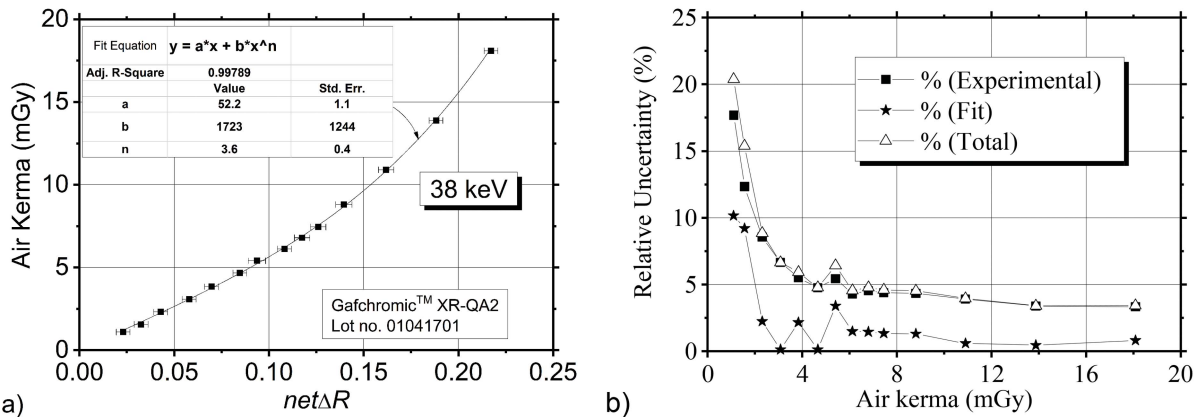 20
15
10
5
0
Air Kerma (mGy)
Fit Equation y = a*x + b*x^n
Adj. R-Square 0.99789
Value Std. Err.
a 52.2 1.1
b 1723 1244
n 3.6 0.4
38 keV
Gafchromic™ XR-QA2
Lot no. 01041701
0.00 0.05 0.10 0.15 0.20 0.25
netΔR
a)
25
20
15
10
5
0
Relative Uncertainty (%)
% (Experimental)
% (Fit)
% (Total)
0 4 8 12 16 20
Air kerma (mGy)
b)